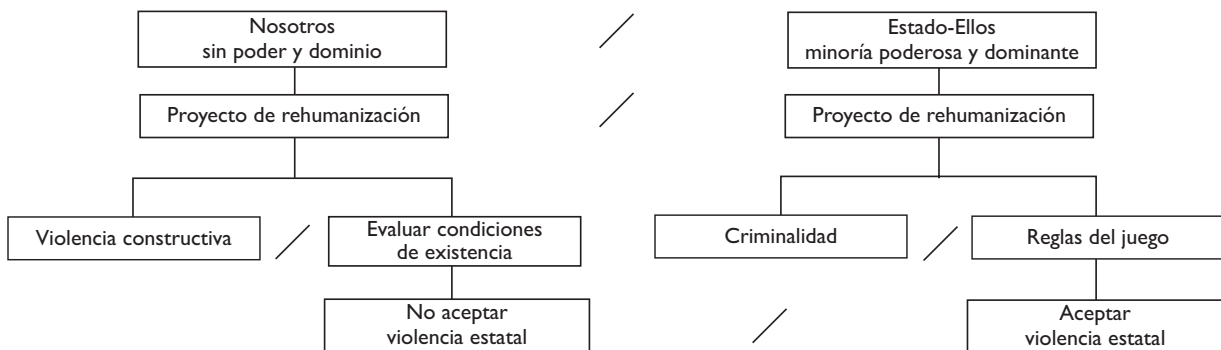 Nosotros
sin poder y dominio
/
Estado-Ellos
minoría poderosa y dominante
Proyecto de rehumanización
/
Proyecto de rehumanización
Violencia constructiva
/
Evaluar condiciones
de existencia
Criminalidad
/
Reglas del juego
No aceptar
violencia estatal
/
Aceptar
violencia estatal